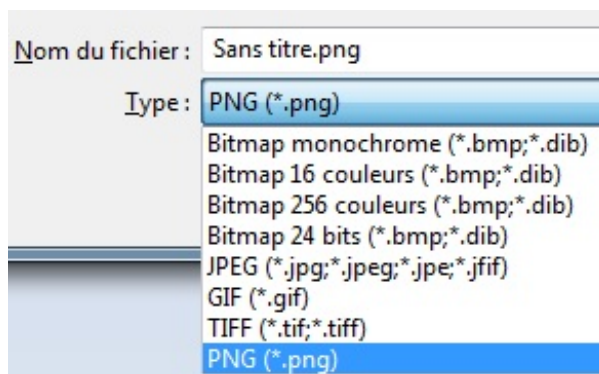 Nom du fichier : Sans titre.png
Type : PNG (*.png)
Bitmap monochrome (*.bmp;*.dib)
Bitmap 16 couleurs (*.bmp;*.dib)
Bitmap 256 couleurs (*.bmp;*.dib)
Bitmap 24 bits (*.bmp;*.dib)
JPEG (*.jpg;*.jpeg;*.jpe;*.jfif)
GIF (*.gif)
TIFF (*.tif;*.tiff)
PNG (*.png)